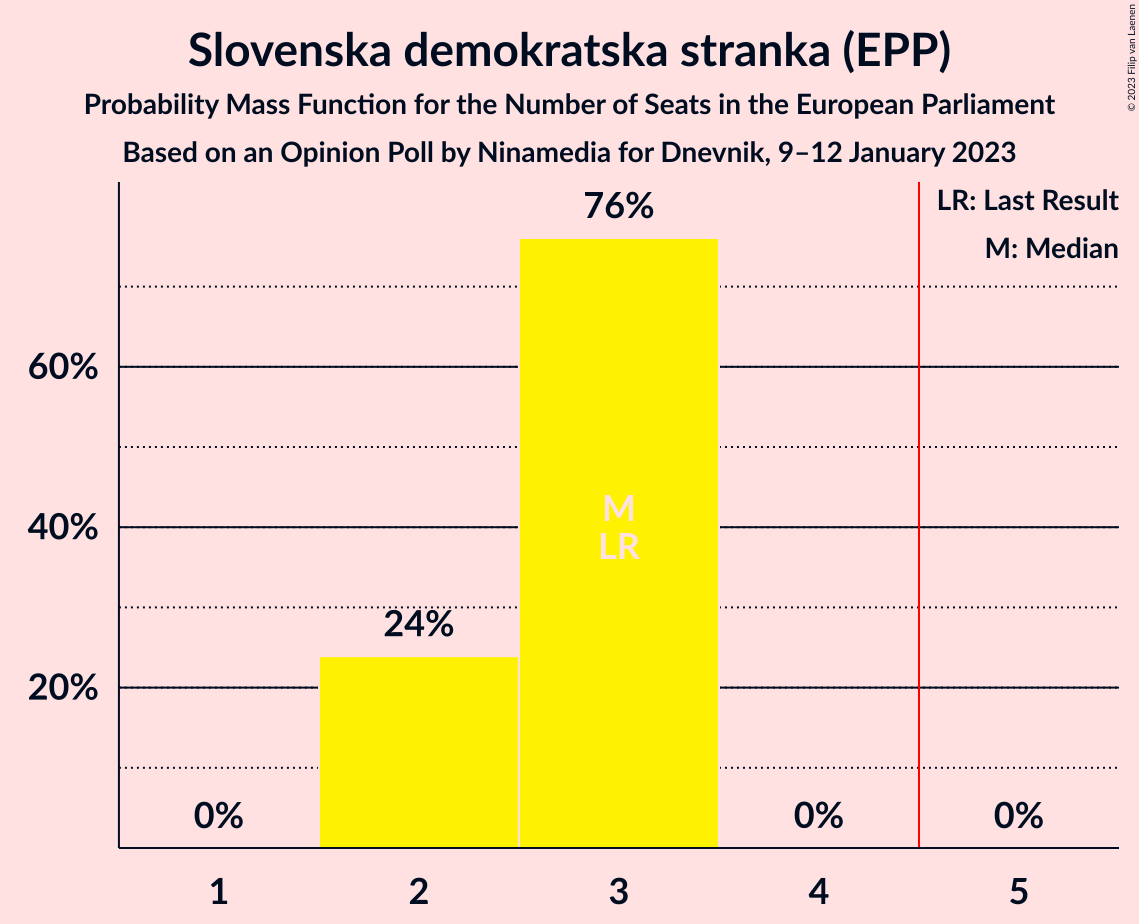 Slovenska demokratska stranka (EPP)
Probability Mass Function for the Number of Seats in the European Parliament
Based on an Opinion Poll by Ninamedia for Dnevnik, 9–12 January 2023
© 2023 Filip van Laenen
LR: Last Result
M: Median
76%
60%
M
40%
LR
24%
20%
0%
0%
0%
1
2
3
4
5